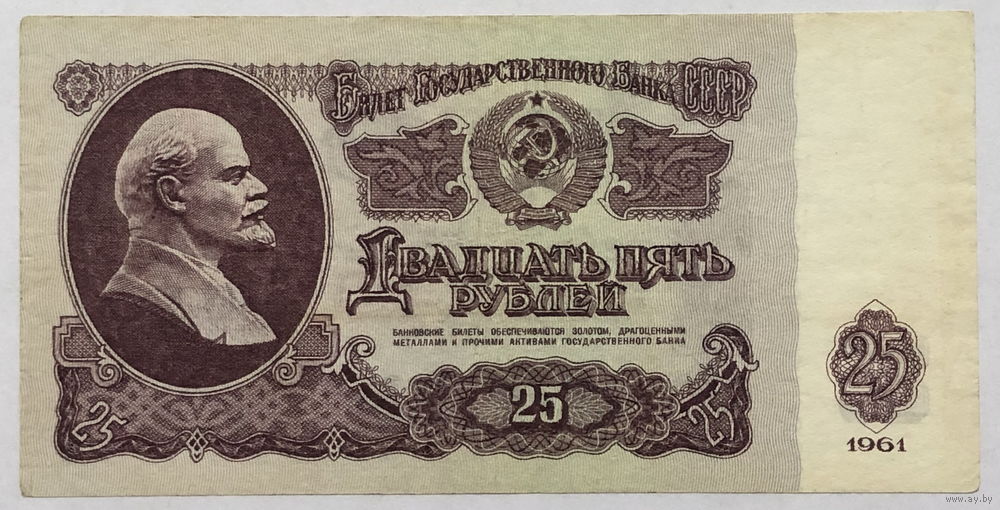 Билет Государственного Банка СССР
Двадцать пять
рублей
БАНКОВСКИЕ БИЛЕТЫ ОБЕСПЕЧИВАЮТСЯ ЗОЛОТОМ, ДРАГОЦЕННЫМИ
МЕТАЛЛАМИ И ПРОЧИМИ АКТИВАМИ ГОСУДАРСТВЕННОГО БАНКА
25
25
25
25
1961
www.ay.by